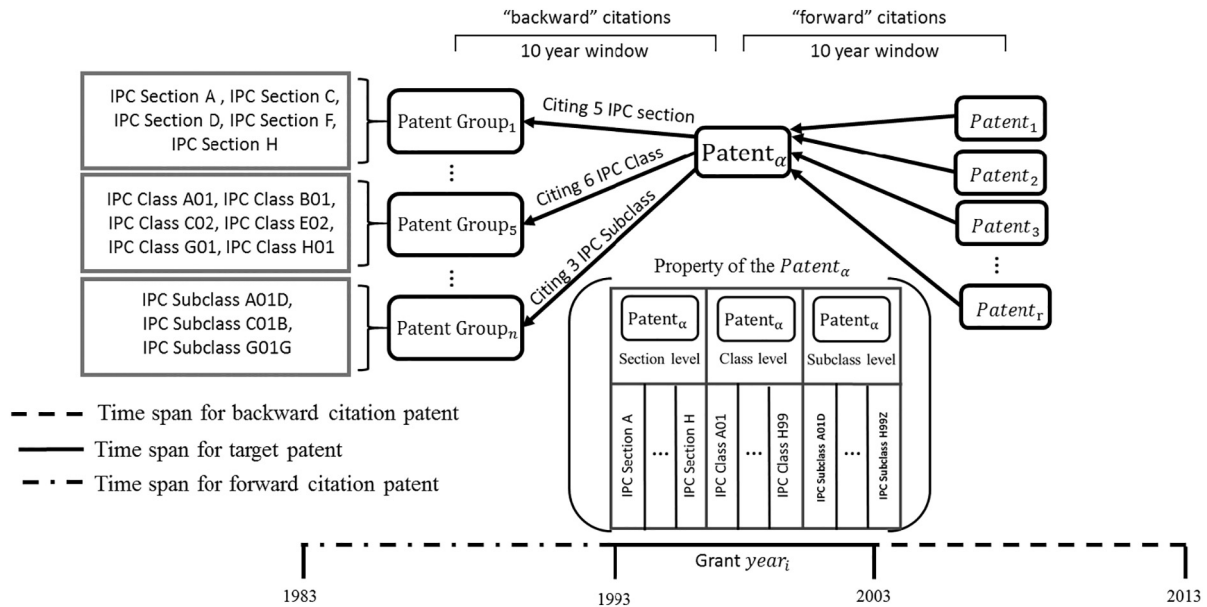 “backward” citations
“forward” citations
10 year window
10 year window
IPC Section A , IPC Section C,
IPC Section D, IPC Section F,
IPC Section H
Patent Group₁
Citing 5 IPC section
Patentα
Patent₁
Patent₂
Patent₃
...
Patentᵣ
...
IPC Class A01, IPC Class B01,
IPC Class C02, IPC Class E02,
IPC Class G01, IPC Class H01
Patent Group₅
Citing 6 IPC Class
...
IPC Subclass A01D,
IPC Subclass C01B,
IPC Subclass G01G
Patent Groupₙ
Citing 3 IPC Subclass
Property of the Patentα
Patentα
Patentα
Patentα
Section level
Class level
Subclass level
IPC Section A
...
IPC Section H
IPC Class A01
...
IPC Class H99
IPC Subclass A01D
...
IPC Subclass H99Z
Time span for backward citation patent
Time span for target patent
Time span for forward citation patent
Grant yearᵢ
1983
1993
2003
2013